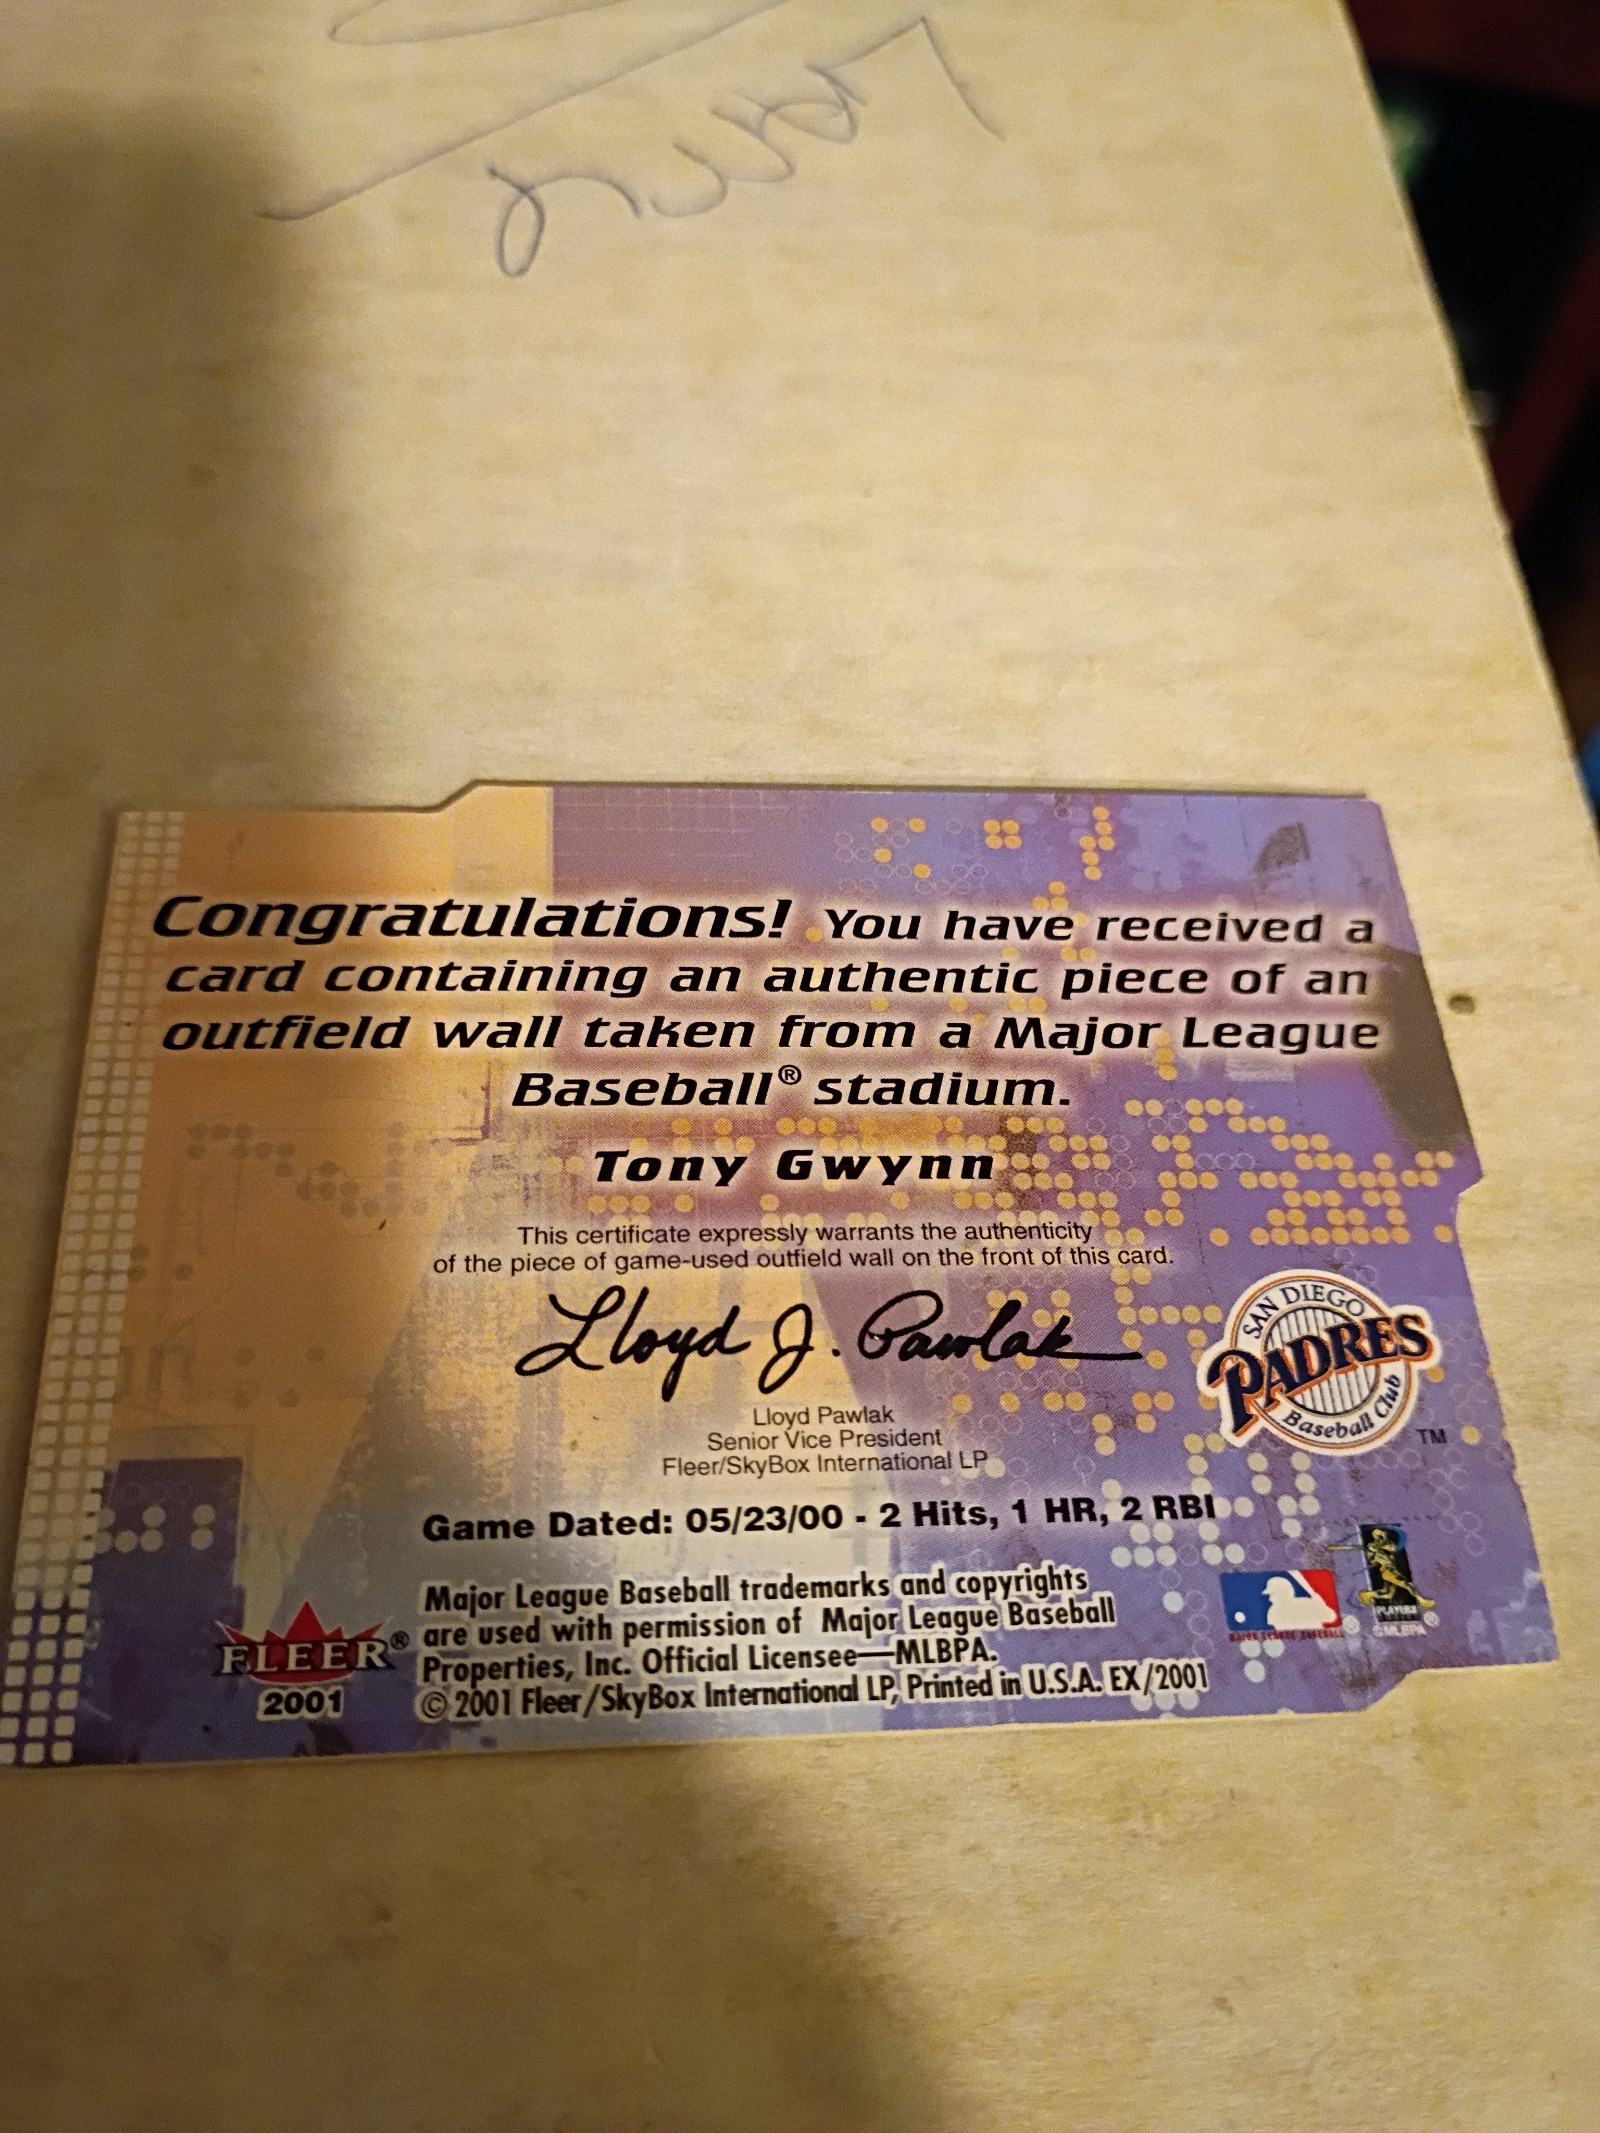 Congratulations! You have received a
card containing an authentic piece of an
outfield wall taken from a Major League
Baseball® stadium.
Tony Gwynn
This certificate expressly warrants the authenticity
of the piece of game-used outfield wall on the front of this card.
Lloyd J. Pawlak
Lloyd Pawlak
Senior Vice President
Fleer/SkyBox International LP
SAN DIEGO
PADRES
Baseball Club
TM
Game Dated: 05/23/00 - 2 Hits, 1 HR, 2 RBI
Major League Baseball trademarks and copyrights
are used with permission of Major League Baseball
Properties, Inc. Official Licensee—MLBPA.
© 2001 Fleer/SkyBox International LP, Printed in U.S.A. EX/2001
FLEER®
2001
MAJOR LEAGUE BASEBALL®
PLAYERS
©MLBPA®